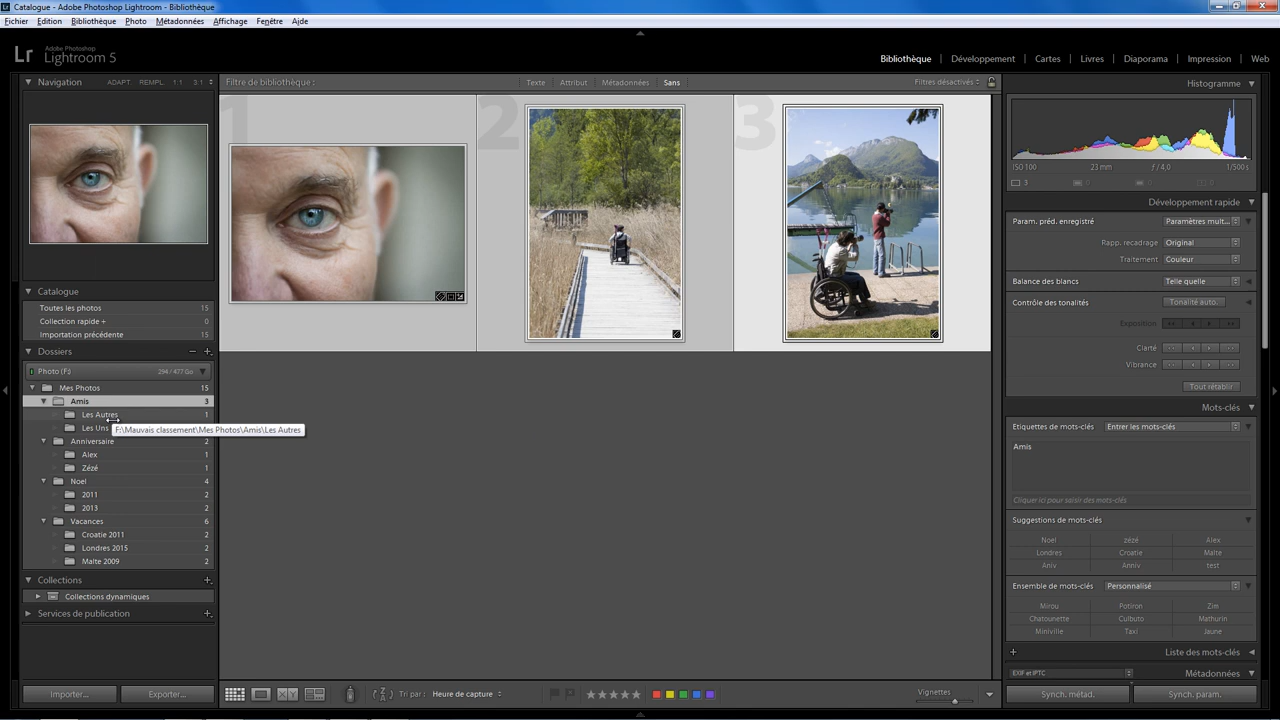 Catalogue - Adobe Photoshop Lightroom - Bibliothèque
Fichier Edition Bibliothèque Photo Métadonnées Affichage Fenêtre Ajde
Lr Adobe Photoshop
Lightroom 5
Bibliothèque | Développement | Cartes | Livres | Diaporama | Impression | Web
Navigation ADAPT. REMPL. 1:1 3:1
Filtre de bibliothèque : Texte Attribut Métadonnées Sans Filtres désactivés
Histogramme
1 2 3
ISO 100 23 mm ƒ / 4,0 1/500 s
3
Développement rapide
Param. préd. enregistré Paramètres mult...
Rapp. recadrage Original
Traitement Couleur
Balance des blancs Telle quelle
Contrôle des tonalités Tonalité auto.
Exposition
Clarté
Vibrance
Tout rétablir
Catalogue
Toutes les photos 15
Collection rapide + 0
Importation précédente 15
Dossiers
Photo (F:) 294 / 477 Go
Mes Photos 15
Amis 3
Les Autres 1
Les Uns
F:\Mauvais classement\Mes Photos\Amis\Les Autres
Anniversaire 2
Alex 1
Zézé 1
Noel 4
2011 2
2013 2
Vacances 6
Croatie 2011 2
Londres 2015 2
Malte 2009 2
Collections
Collections dynamiques
Services de publication
Mots-clés
Etiquettes de mots-clés Entrer les mots-clés
Amis
Cliquer ici pour saisir des mots-clés
Suggestions de mots-clés
Noel zézé Alex
Londres Croatie Malte
Aniv Anniv test
Ensemble de mots-clés Personnalisé
Mirou Potiron Zim
Chatounette Culbuto Mathurin
Miniville Taxi Jaune
Liste des mots-clés
EXIF et IPTC Métadonnées
Importer... Exporter...
Tri par : Heure de capture
Vignettes
Synch. métad. Synch. param.